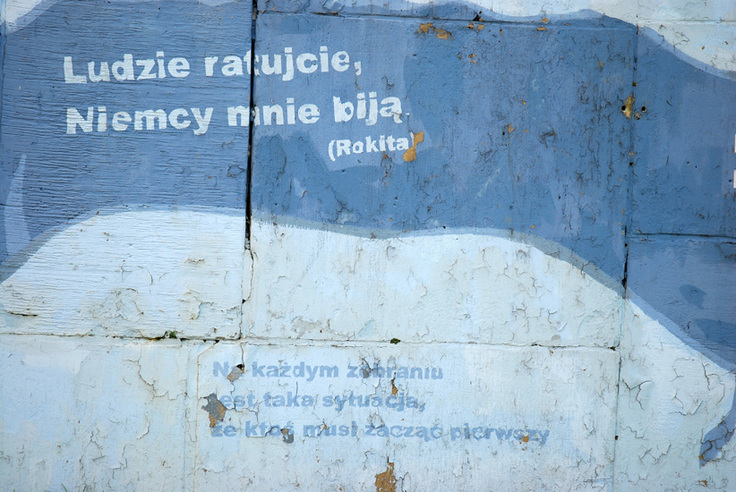 Ludzie ratujcie,
Niemcy mnie biją.
(Rokita)
Na każdym zebraniu
jest taka sytuacja,
że ktoś musi zacząć pierwszy